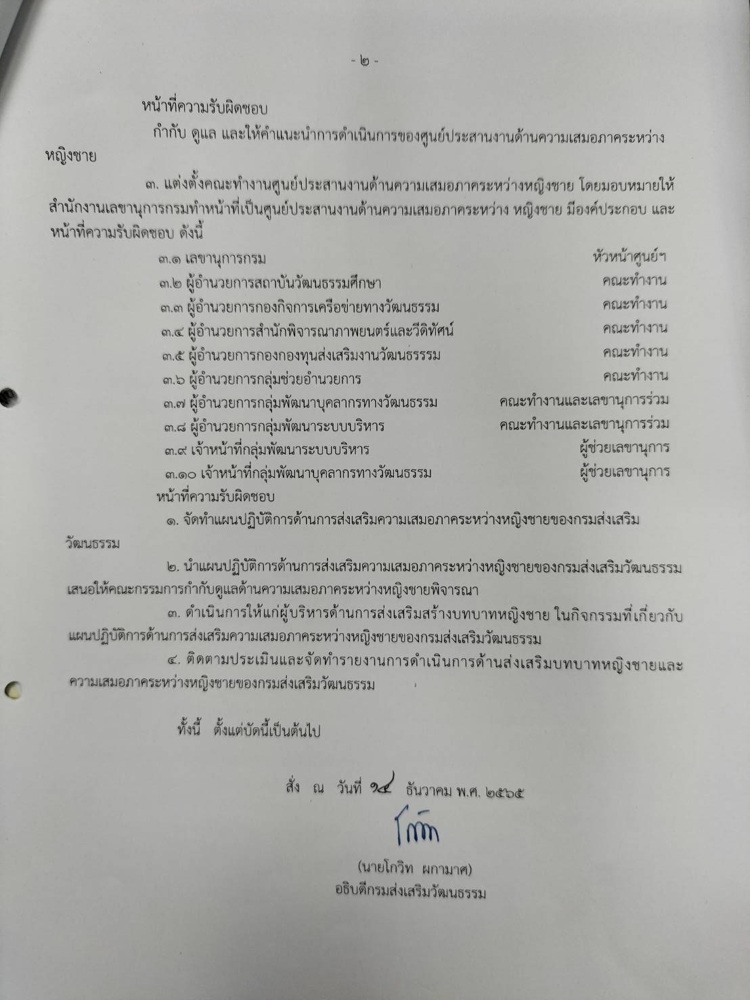 - ๒ -
หน้าที่ความรับผิดชอบ
กำกับ ดูแล และให้คำแนะนำการดำเนินการของศูนย์ประสานงานด้านความเสมอภาคระหว่าง
หญิงชาย
๓. แต่งตั้งคณะทำงานศูนย์ประสานงานด้านความเสมอภาคระหว่างหญิงชาย โดยมอบหมายให้
สำนักงานเลขานุการกรมทำหน้าที่เป็นศูนย์ประสานงานด้านความเสมอภาคระหว่าง หญิงชาย มีองค์ประกอบ และ
หน้าที่ความรับผิดชอบ ดังนี้
๓.๑ เลขานุการกรม หัวหน้าศูนย์ฯ
๓.๒ ผู้อำนวยการสถาบันวัฒนธรรมศึกษา คณะทำงาน
๓.๓ ผู้อำนวยการกองกิจการเครือข่ายทางวัฒนธรรม คณะทำงาน
๓.๔ ผู้อำนวยการสำนักพิจารณาภาพยนตร์และวีดิทัศน์ คณะทำงาน
๓.๕ ผู้อำนวยการกองกองทุนส่งเสริมงานวัฒนธรรรม คณะทำงาน
๓.๖ ผู้อำนวยการกลุ่มช่วยอำนวยการ คณะทำงาน
๓.๗ ผู้อำนวยการกลุ่มพัฒนาบุคลากรทางวัฒนธรรม คณะทำงานและเลขานุการร่วม
๓.๘ ผู้อำนวยการกลุ่มพัฒนาระบบบริหาร คณะทำงานและเลขานุการร่วม
๓.๙ เจ้าหน้าที่กลุ่มพัฒนาระบบบริหาร ผู้ช่วยเลขานุการ
๓.๑๐ เจ้าหน้าที่กลุ่มพัฒนาบุคลากรทางวัฒนธรรม ผู้ช่วยเลขานุการ
หน้าที่ความรับผิดชอบ
๑. จัดทำแผนปฏิบัติการด้านการส่งเสริมความเสมอภาคระหว่างหญิงชายของกรมส่งเสริม
วัฒนธรรม
๒. นำแผนปฏิบัติการด้านการส่งเสริมความเสมอภาคระหว่างหญิงชายของกรมส่งเสริมวัฒนธรรม
เสนอให้คณะกรรมการกำกับดูแลด้านความเสมอภาคระหว่างหญิงชายพิจารณา
๓. ดำเนินการให้แก่ผู้บริหารด้านการส่งเสริมสร้างบทบาทหญิงชาย ในกิจกรรมที่เกี่ยวกับ
แผนปฏิบัติการด้านการส่งเสริมความเสมอภาคระหว่างหญิงชายของกรมส่งเสริมวัฒนธรรม
๔. ติดตามประเมินและจัดทำรายงานการดำเนินการด้านส่งเสริมบทบาทหญิงชายและ
ความเสมอภาคระหว่างหญิงชายของกรมส่งเสริมวัฒนธรรม
ทั้งนี้ ตั้งแต่บัดนี้เป็นต้นไป
สั่ง ณ วันที่ ๑๔ ธันวาคม พ.ศ. ๒๕๖๕
โกวิท
(นายโกวิท ผกามาศ)
อธิบดีกรมส่งเสริมวัฒนธรรม